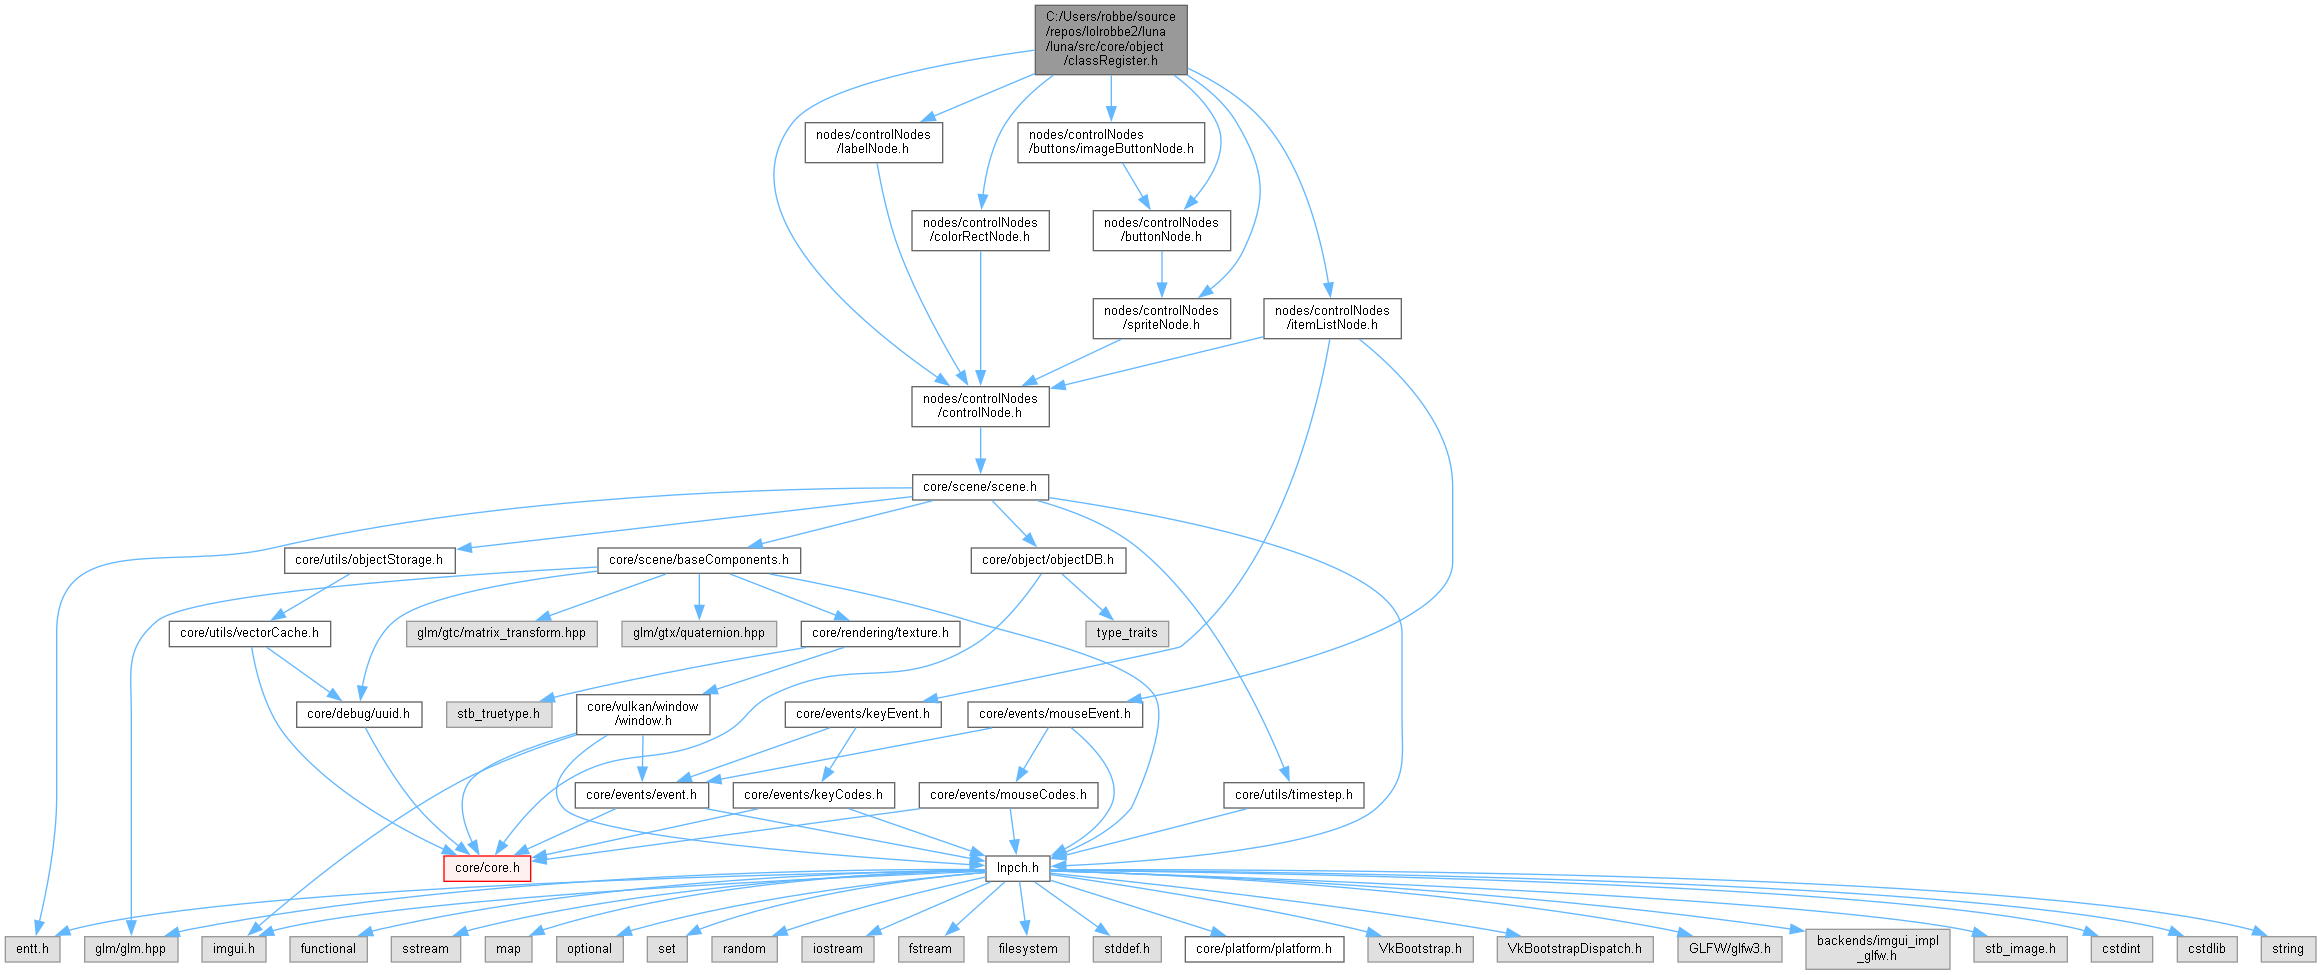 C:/Users/robbe/source
/repos/lolrobbe2/luna
/luna/src/core/object
/classRegister.h
nodes/controlNodes
/labelNode.h
nodes/controlNodes
/buttons/imageButtonNode.h
nodes/controlNodes
/colorRectNode.h
nodes/controlNodes
/buttonNode.h
nodes/controlNodes
/spriteNode.h
nodes/controlNodes
/itemListNode.h
nodes/controlNodes
/controlNode.h
core/scene/scene.h
core/utils/objectStorage.h
core/scene/baseComponents.h
core/object/objectDB.h
core/utils/vectorCache.h
glm/gtc/matrix_transform.hpp
glm/gtx/quaternion.hpp
core/rendering/texture.h
type_traits
core/debug/uuid.h
stb_truetype.h
core/vulkan/window
/window.h
core/events/keyEvent.h
core/events/mouseEvent.h
core/events/event.h
core/events/keyCodes.h
core/events/mouseCodes.h
core/utils/timestep.h
core/core.h
lnpch.h
entt.h
glm/glm.hpp
imgui.h
functional
sstream
map
optional
set
random
iostream
fstream
filesystem
stddef.h
core/platform/platform.h
VkBootstrap.h
VkBootstrapDispatch.h
GLFW/glfw3.h
backends/imgui_impl
_glfw.h
stb_image.h
cstdint
cstdlib
string